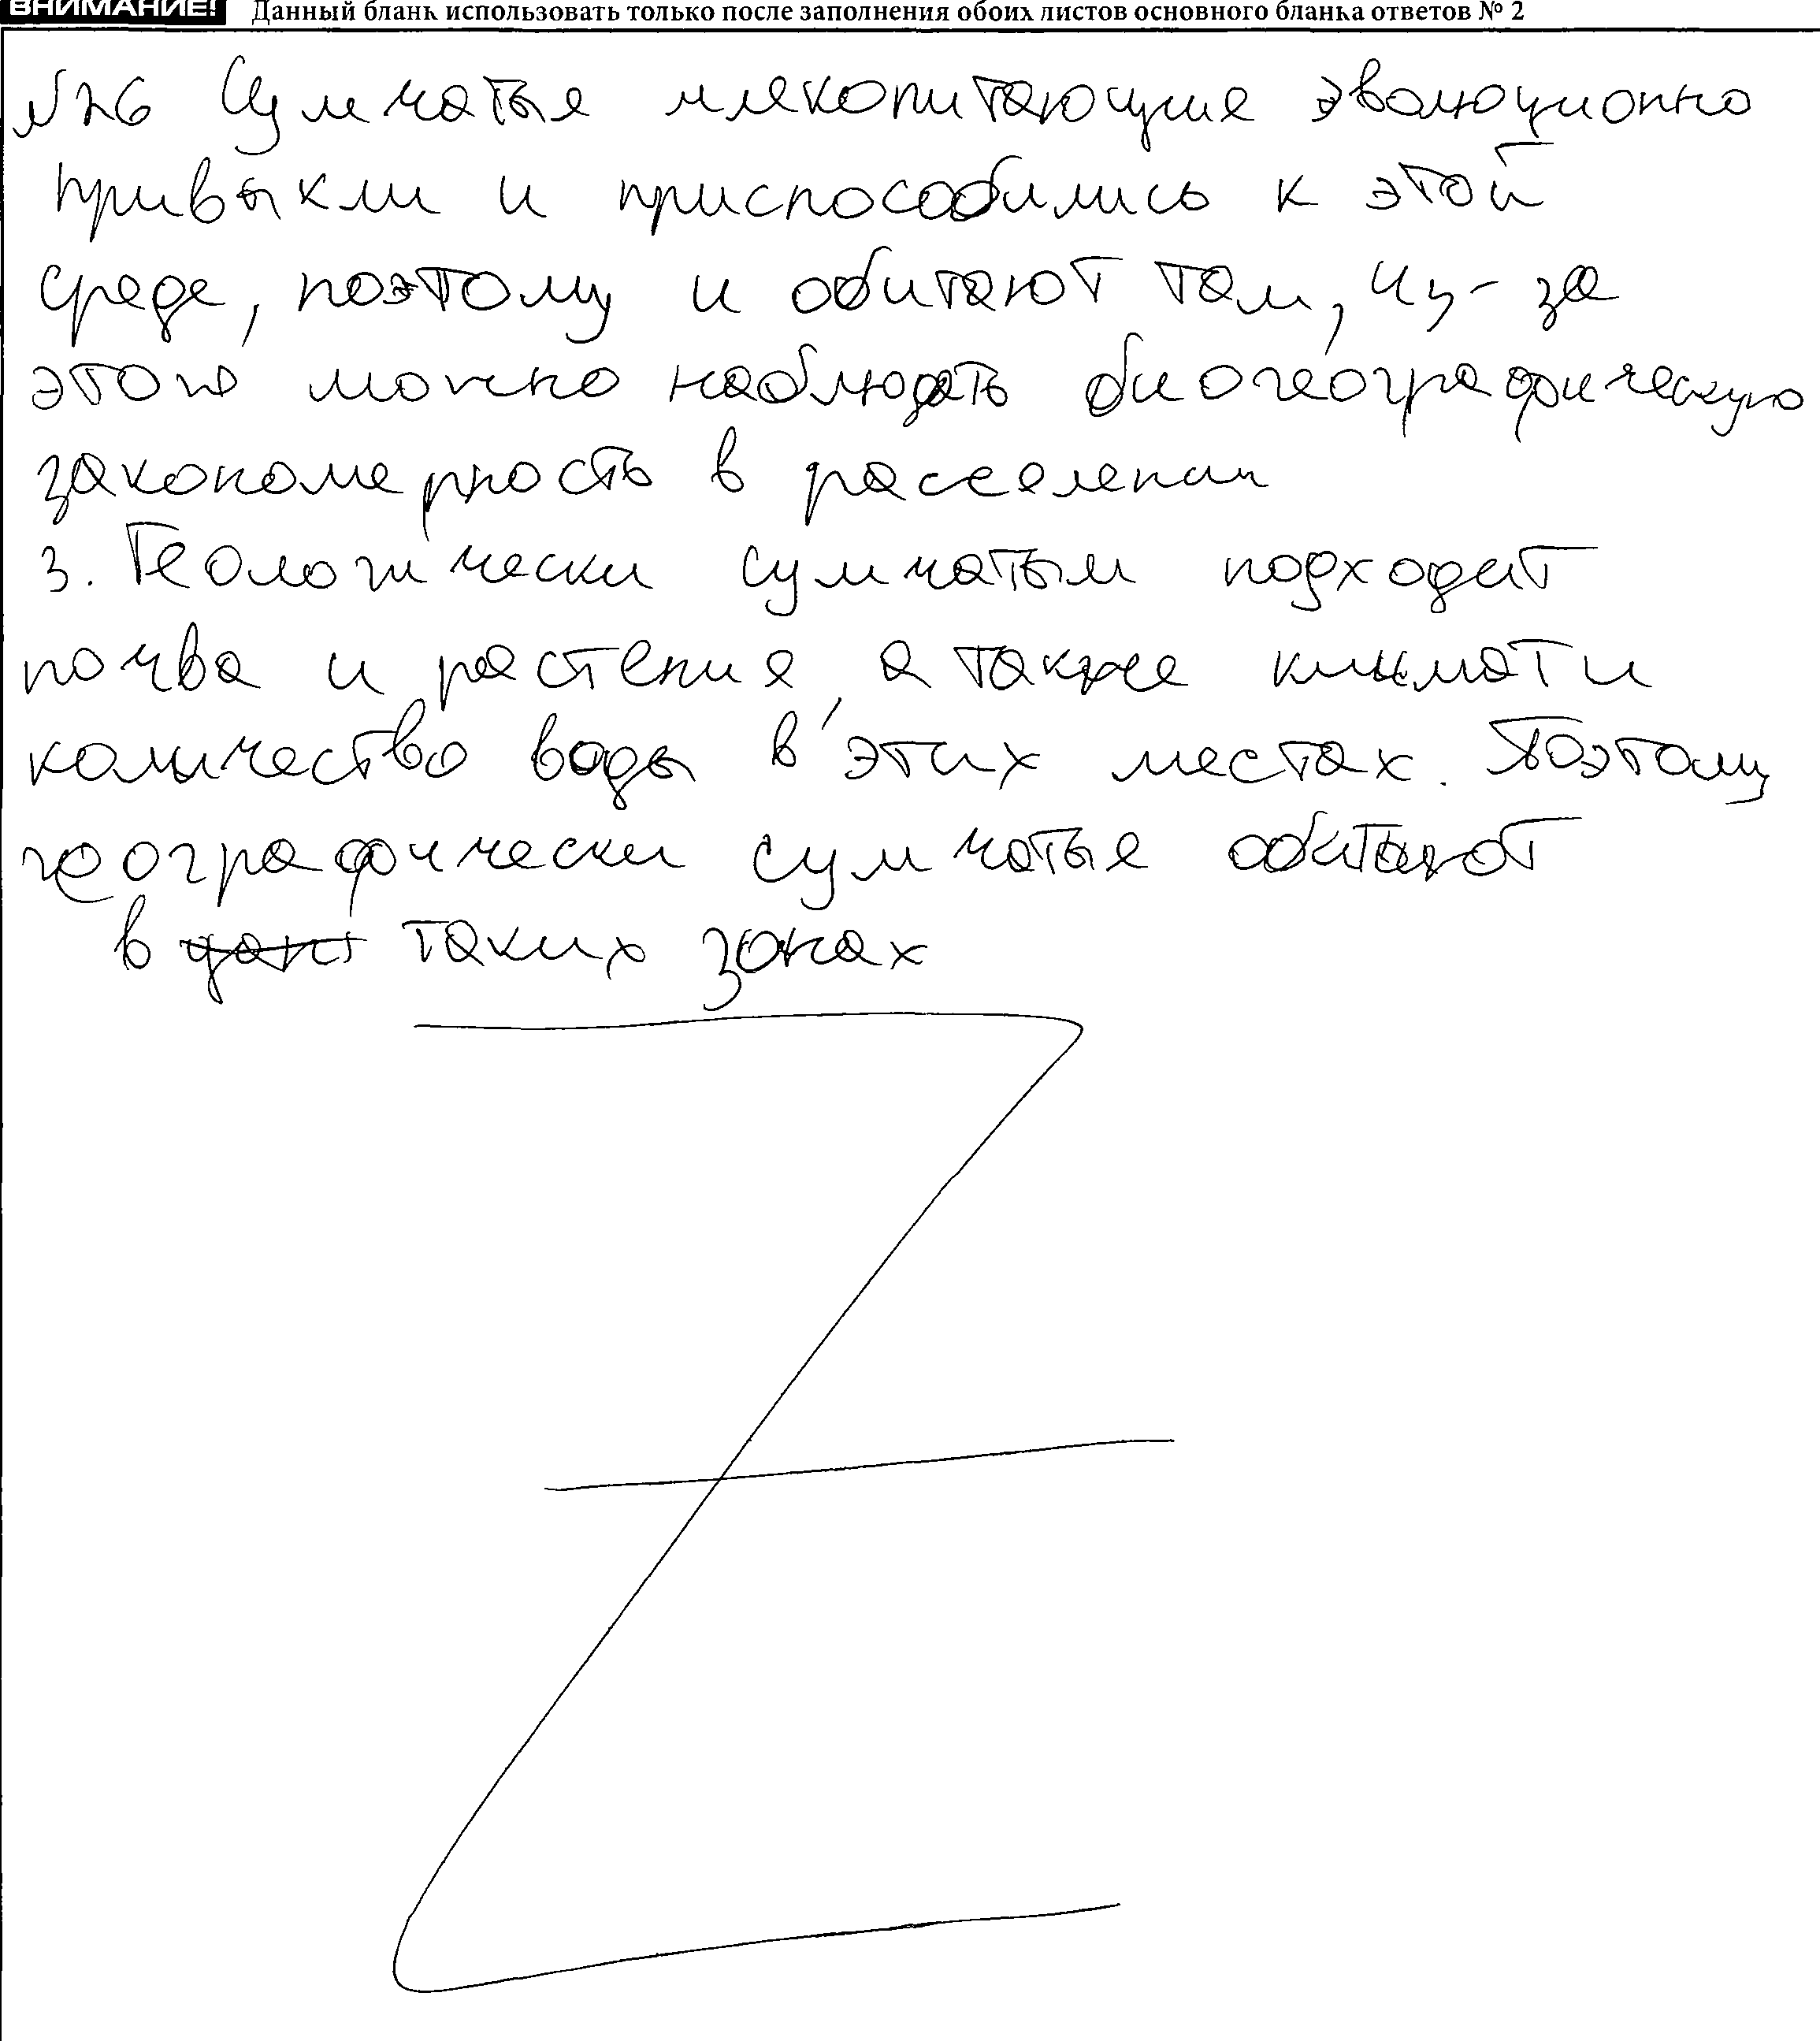 ВНИМАНИЕ! Данный бланк использовать только после заполнения обоих листов основного бланка ответов № 2
№26 Сумчатые млекопитающие эволюционно
привыкли и приспособились к этой
среде, поэтому и обитают там, из-за
этого можно наблюдать биогеографическую
закономерность в расселении
3. Геологически сумчатым подходит
почва и растения, а также климат и
количество воды в этих местах. Поэтому
географически сумчатые обитают
в таких зонах